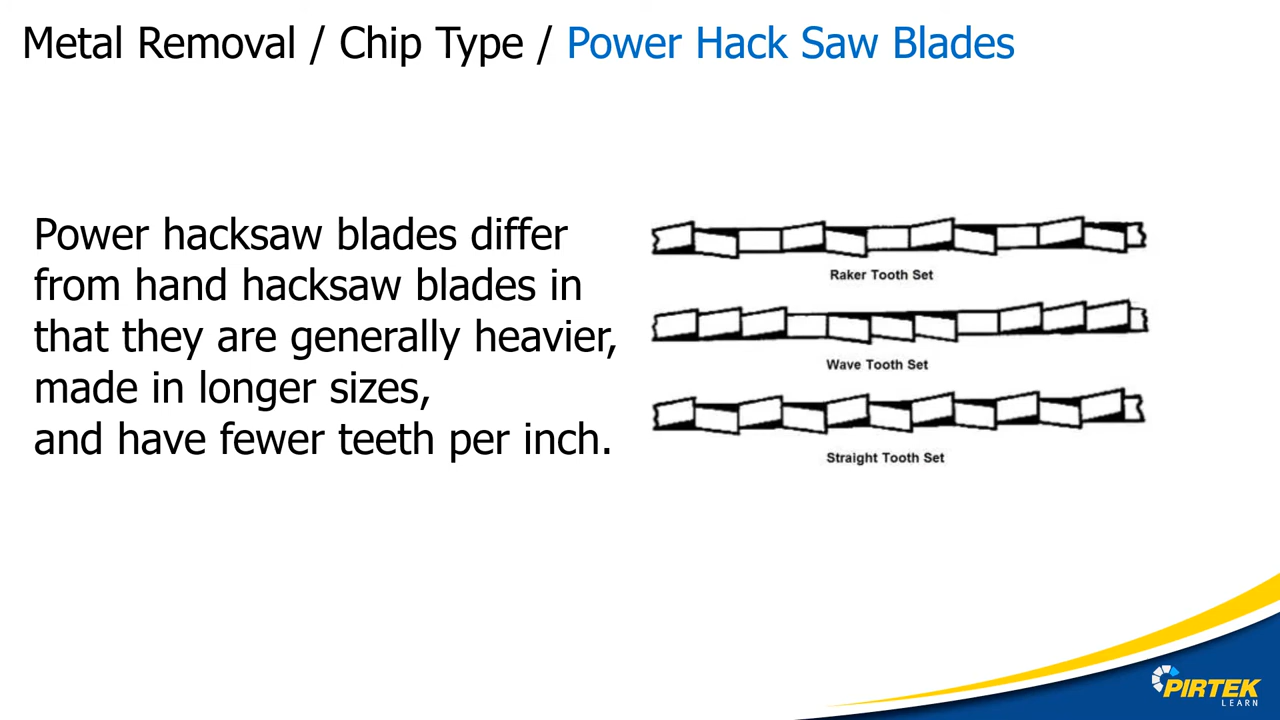 Metal Removal / Chip Type / Power Hack Saw Blades
Power hacksaw blades differ
from hand hacksaw blades in
that they are generally heavier,
made in longer sizes,
and have fewer teeth per inch.
Raker Tooth Set
Wave Tooth Set
Straight Tooth Set
PIRTEK
LEARN